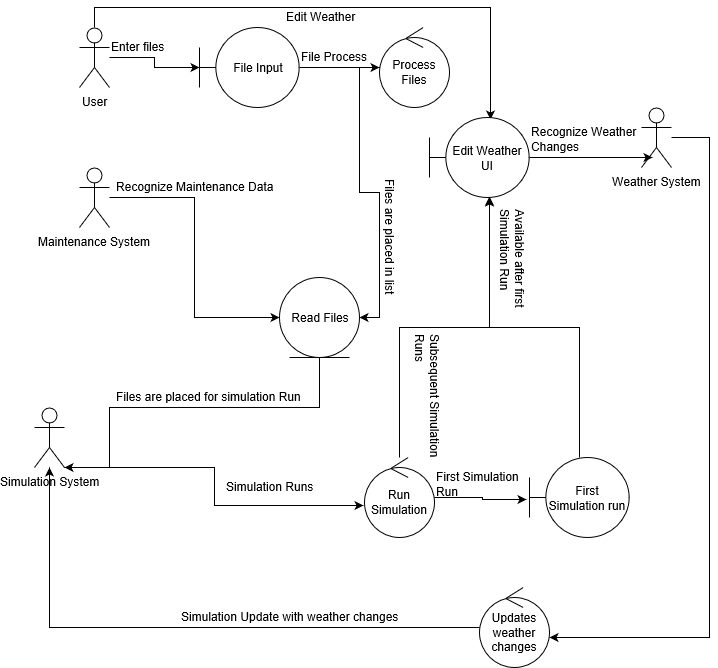 Edit Weather
Enter files
File Input
File Process
Process
Files
User
Edit Weather
UI
Recognize Weather
Changes
Weather System
Recognize Maintenance Data
Maintenance System
Files are placed in list
Available after first
Simulation Run
Read Files
Subsequent Simulation
Runs
Files are placed for simulation Run
Simulation System
Simulation Runs
Run
Simulation
First Simulation
Run
First
Simulation run
Simulation Update with weather changes
Updates
weather
changes